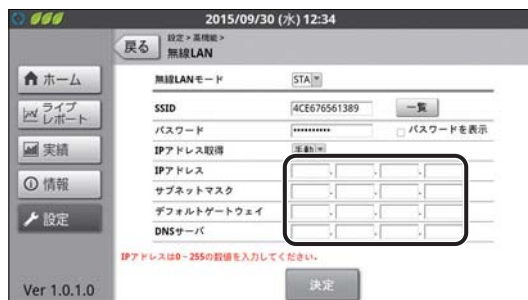 2015/09/30 (水) 12:34
戻る
設定 > 高機能 >
無線LAN
ホーム
ライブ
レポート
実績
情報
設定
Ver 1.0.1.0
無線LANモード STA
SSID 4CE676561389 一覧
パスワード ********** パスワードを表示
IPアドレス取得 手動
IPアドレス . . .
サブネットマスク . . .
デフォルトゲートウェイ . . .
DNSサーバ . . .
IPアドレスは0～255の数値を入力してください。
決定